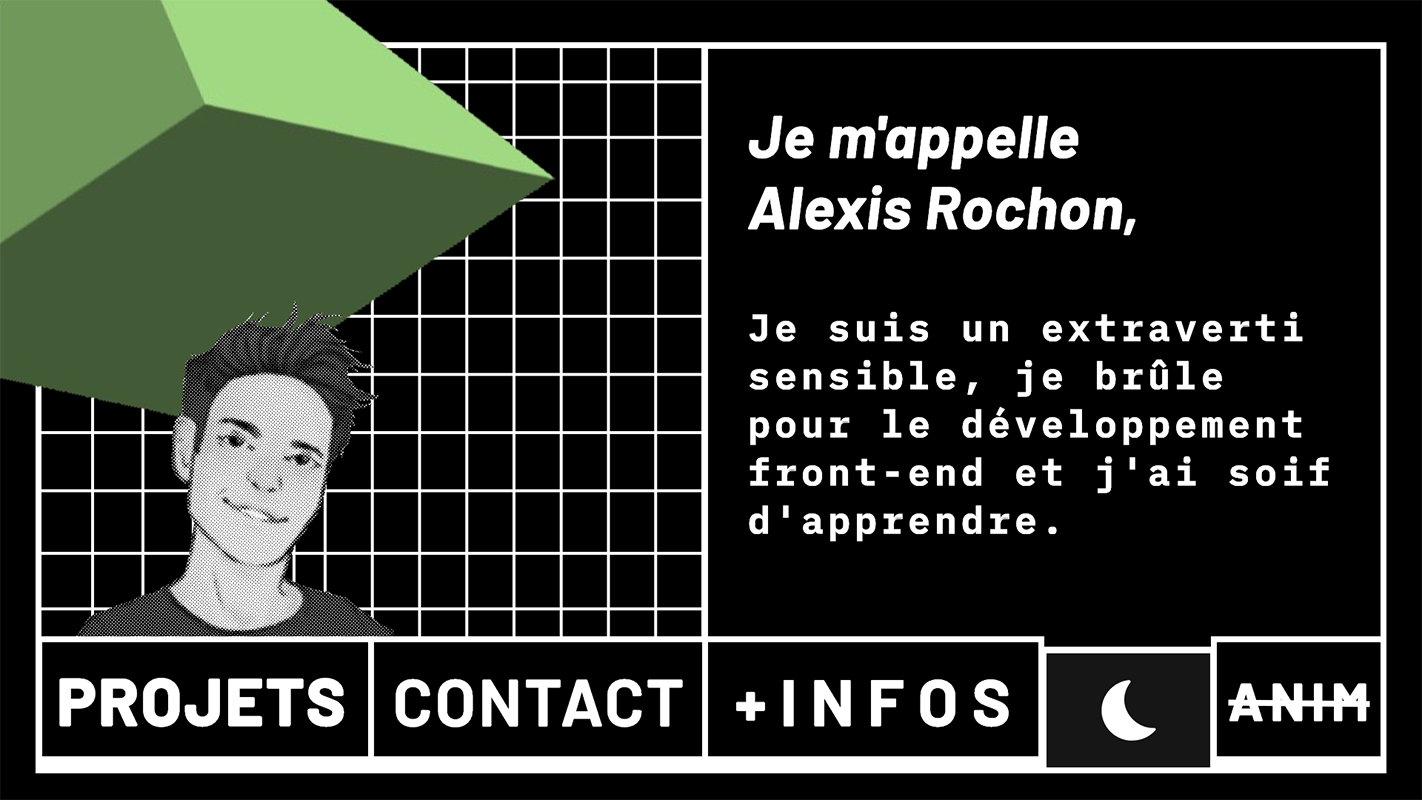 Je m'appelle
Alexis Rochon,
Je suis un extraverti
sensible, je brûle
pour le développement
front-end et j'ai soif
d'apprendre.
PROJETS
CONTACT
+INFOS
ANIM